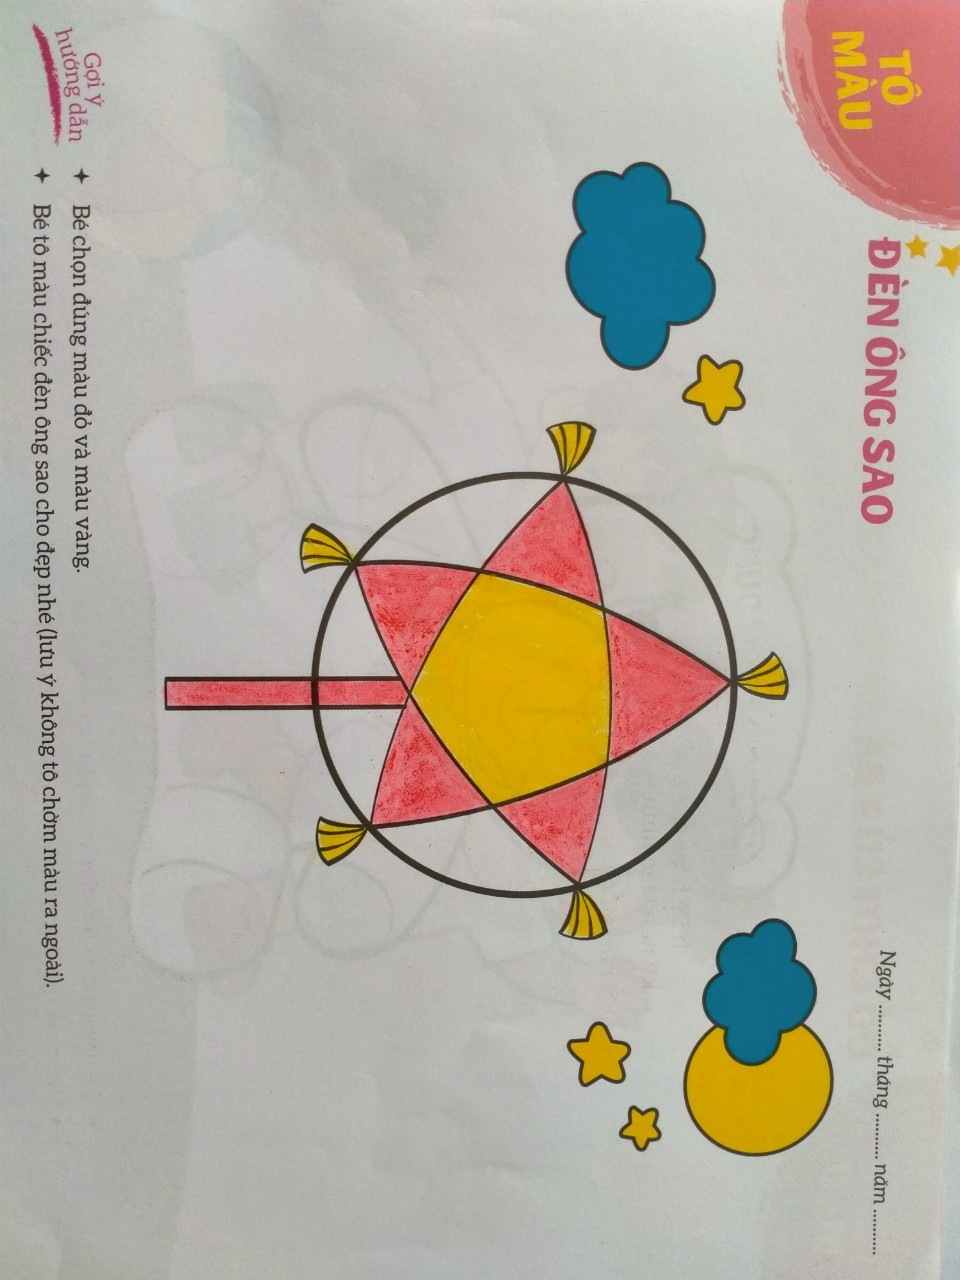 TÔ
MÀU
ĐÈN ÔNG SAO
Ngày .......... tháng .......... năm ..........
Gợi ý
hướng dẫn
✦ Bé chọn đúng màu đỏ và màu vàng.
✦ Bé tô màu chiếc đèn ông sao cho đẹp nhé (lưu ý không tô chờm màu ra ngoài).